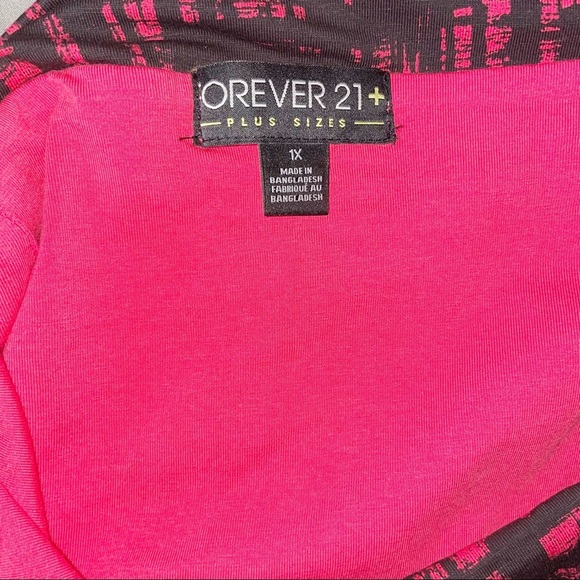 OREVER 21+
PLUS SIZES
1X
MADE IN
BANGLADESH
FABRIQUÉ AU
BANGLADESH